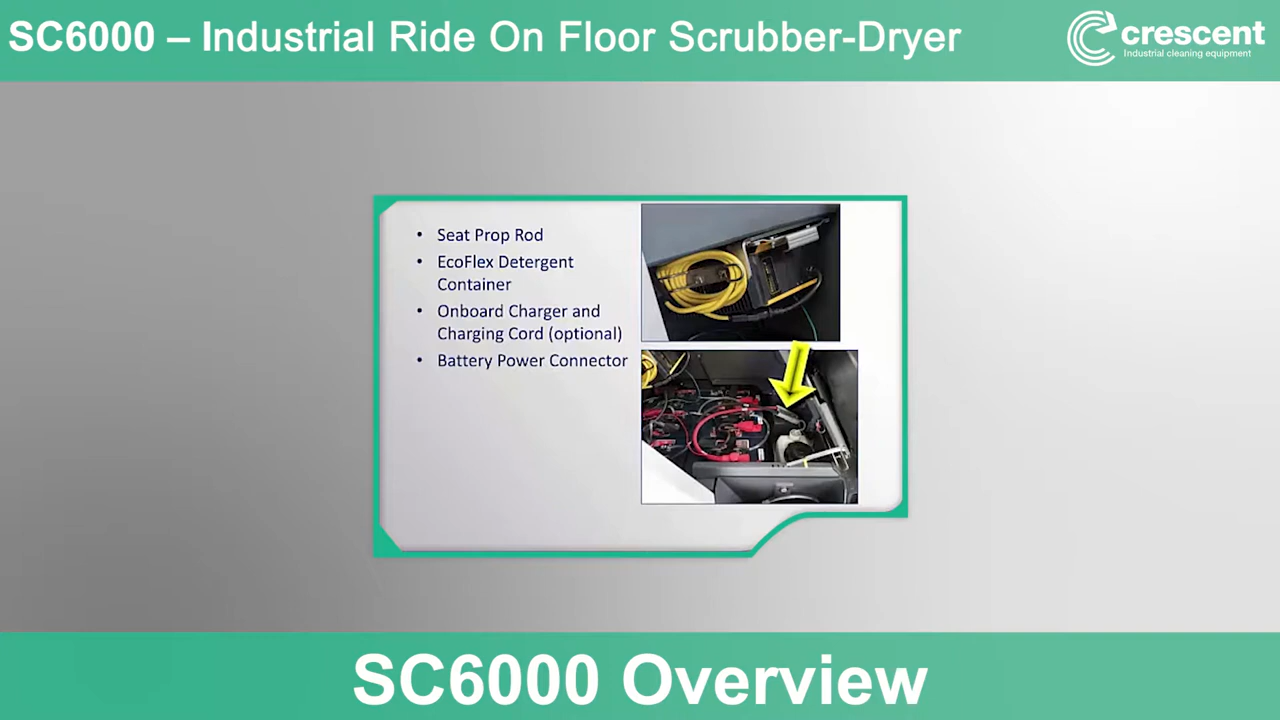 SC6000 – Industrial Ride On Floor Scrubber-Dryer
crescent
Industrial cleaning equipment
• Seat Prop Rod
• EcoFlex Detergent
Container
• Onboard Charger and
Charging Cord (optional)
• Battery Power Connector
SC6000 Overview